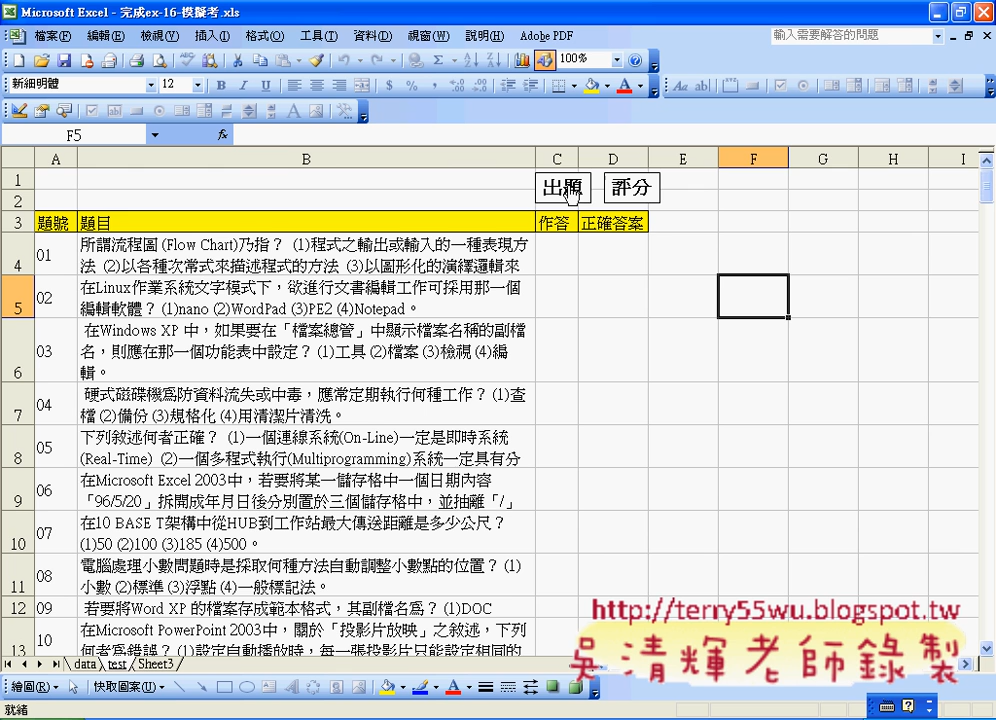 Microsoft Excel - 完成ex-16-模擬考.xls
檔案(F) 編輯(E) 檢視(V) 插入(I) 格式(O) 工具(T) 資料(D) 視窗(W) 說明(H) Adobe PDF 輸入需要解答的問題
100%
新細明體 12 B I U
F5 fx
A B C D E F G H I
1 出題 評分
2
3 題號 題目 作答 正確答案
4 01 所謂流程圖 (Flow Chart)乃指？ (1)程式之輸出或輸入的一種表現方
法 (2)以各種次常式來描述程式的方法 (3)以圖形化的演繹邏輯來
5 02 在Linux作業系統文字模式下，欲進行文書編輯工作可採用那一個
編輯軟體？ (1)nano (2)WordPad (3)PE2 (4)Notepad。
6 03 在Windows XP 中，如果要在「檔案總管」中顯示檔案名稱的副檔
名，則應在那一個功能表中設定？ (1)工具 (2)檔案 (3)檢視 (4)編
輯。
7 04 硬式磁碟機為防資料流失或中毒，應常定期執行何種工作？ (1)查
檔 (2)備份 (3)規格化 (4)用清潔片清洗。
8 05 下列敘述何者正確？ (1)一個連線系統(On-Line)一定是即時系統
(Real-Time) (2)一個多程式執行(Multiprogramming)系統一定具有分
9 06 在Microsoft Excel 2003中，若要將某一儲存格中一個日期內容
「96/5/20」拆開成年月日後分別置於三個儲存格中，並抽離「/」
10 07 在10 BASE T架構中從HUB到工作站最大傳送距離是多少公尺？
(1)50 (2)100 (3)185 (4)500。
11 08 電腦處理小數問題時是採取何種方法自動調整小數點的位置？ (1)
小數 (2)標準 (3)浮點 (4)一般標記法。
12 09 若要將Word XP 的檔案存成範本格式，其副檔名為？ (1)DOC
13 10 在Microsoft PowerPoint 2003中，關於「投影片放映」之敘述，下列
何者為錯誤？ (1)設定自動播放時，每一張投影片只能設定相同的
http://terry55wu.blogspot.tw
吳清輝老師錄製
data test Sheet3
繪圖(R) 快取圖案(U)
就緒